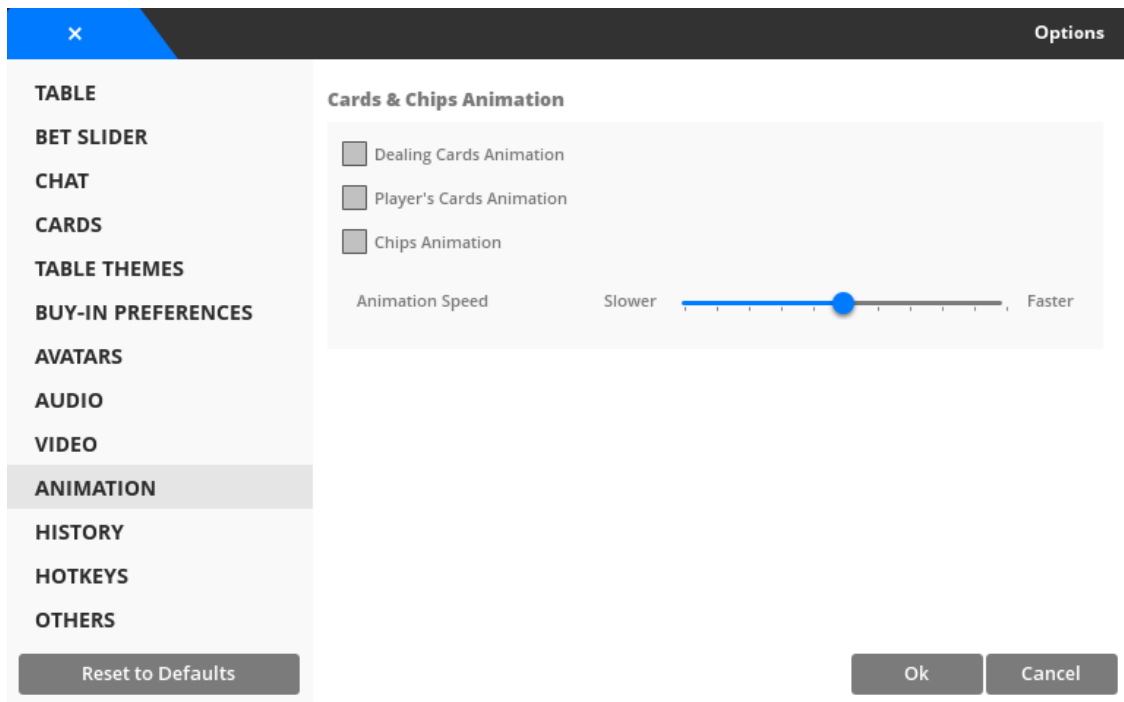 × Options
TABLE
BET SLIDER
CHAT
CARDS
TABLE THEMES
BUY-IN PREFERENCES
AVATARS
AUDIO
VIDEO
ANIMATION
HISTORY
HOTKEYS
OTHERS
Reset to Defaults
Cards & Chips Animation
Dealing Cards Animation
Player's Cards Animation
Chips Animation
Animation Speed Slower Faster
Ok Cancel